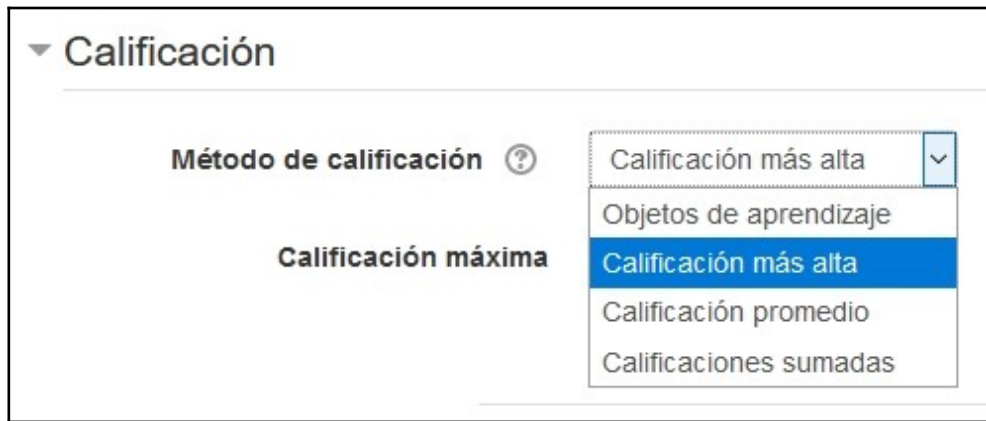 Calificación
Método de calificación
Calificación más alta
Objetos de aprendizaje
Calificación máxima
Calificación más alta
Calificación promedio
Calificaciones sumadas